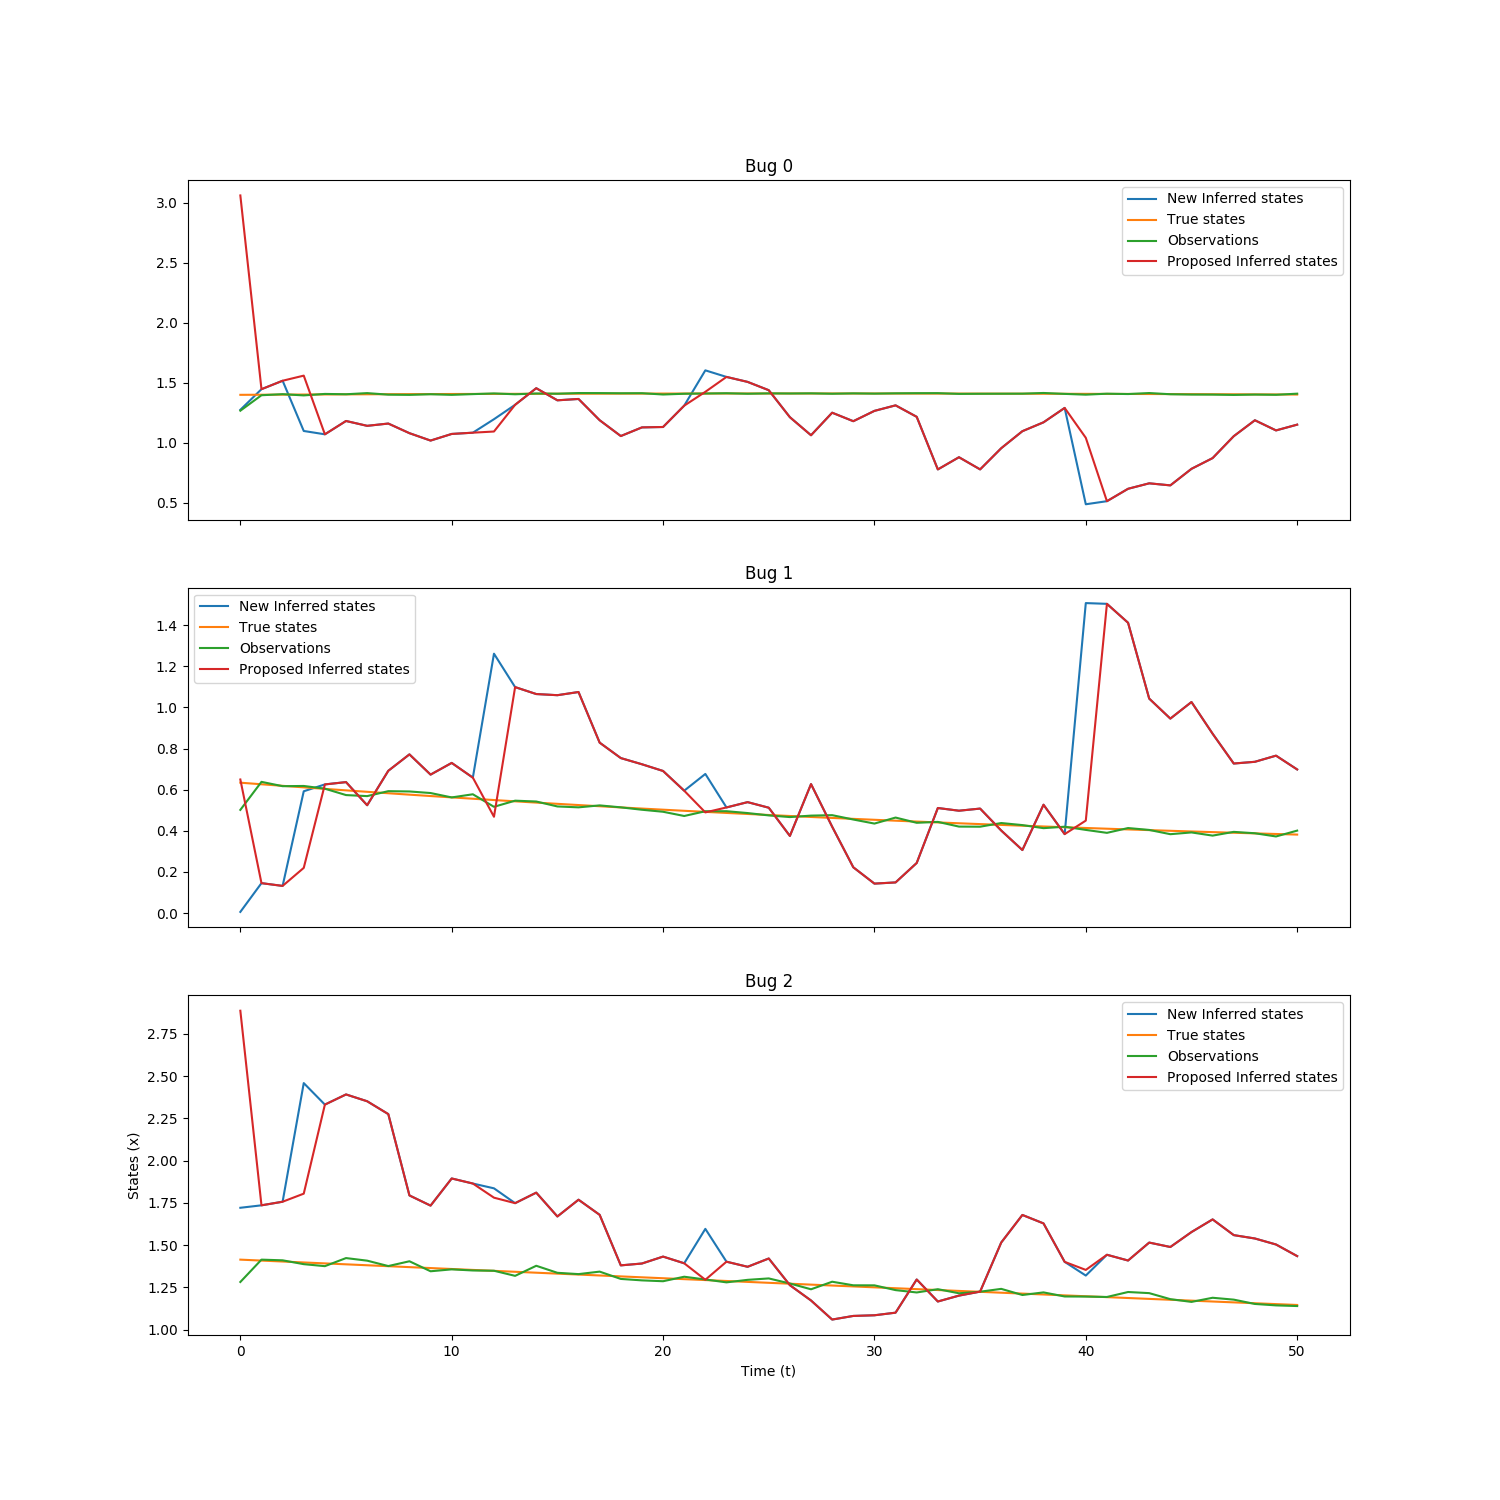 Bug 0
3.0
2.5
2.0
1.5
1.0
0.5
New Inferred states
True states
Observations
Proposed Inferred states
Bug 1
1.4
1.2
1.0
0.8
0.6
0.4
0.2
0.0
New Inferred states
True states
Observations
Proposed Inferred states
Bug 2
States (x)
2.75
2.50
2.25
2.00
1.75
1.50
1.25
1.00
New Inferred states
True states
Observations
Proposed Inferred states
0 10 20 30 40 50
Time (t)